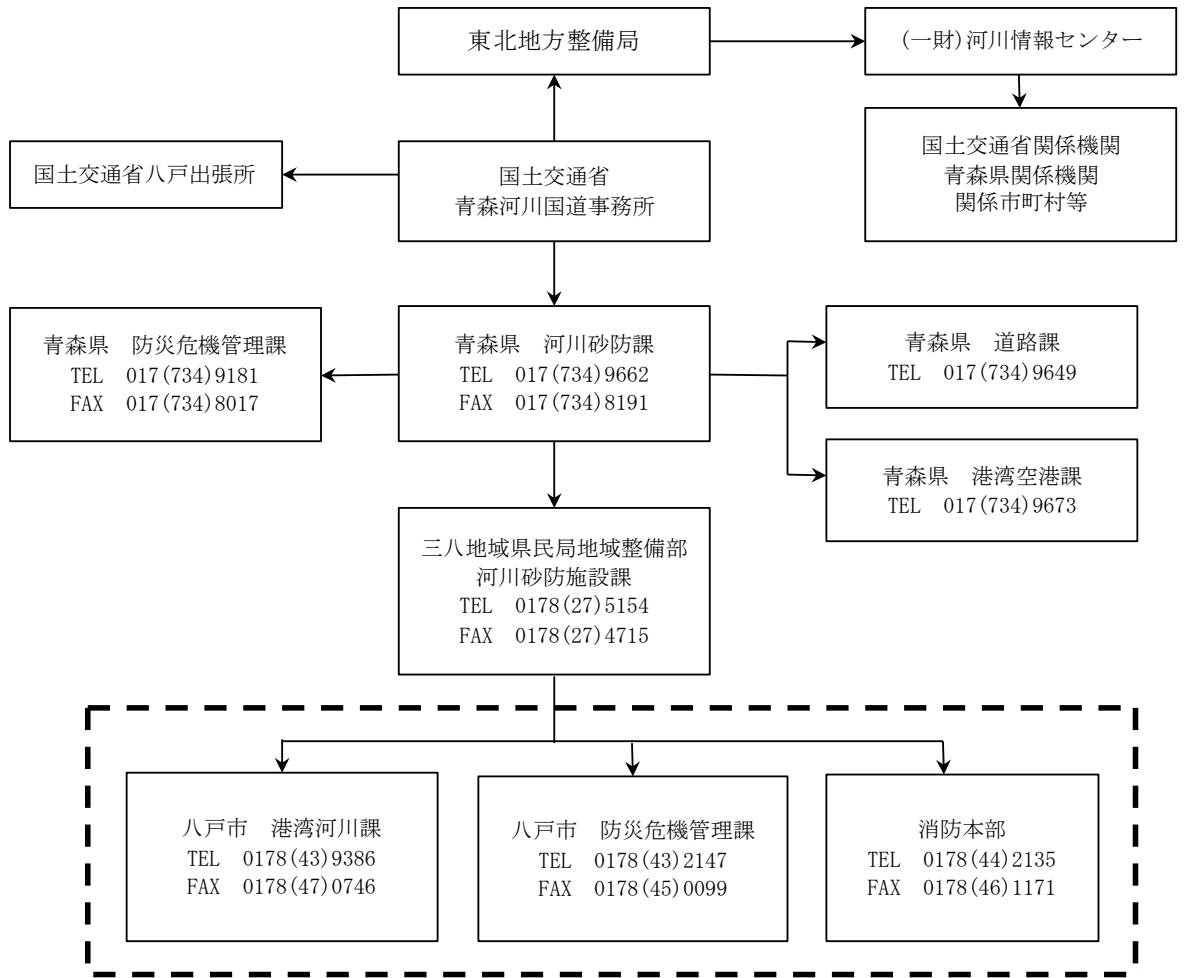 東北地方整備局
(一財)河川情報センター
国土交通省関係機関
青森県関係機関
関係市町村等
国土交通省八戸出張所
国土交通省
青森河川国道事務所
青森県　防災危機管理課
TEL　017(734)9181
FAX　017(734)8017
青森県　河川砂防課
TEL　017(734)9662
FAX　017(734)8191
青森県　道路課
TEL　017(734)9649
青森県　港湾空港課
TEL　017(734)9673
三八地域県民局地域整備部
河川砂防施設課
TEL　0178(27)5154
FAX　0178(27)4715
八戸市　港湾河川課
TEL　0178(43)9386
FAX　0178(47)0746
八戸市　防災危機管理課
TEL　0178(43)2147
FAX　0178(45)0099
消防本部
TEL　0178(44)2135
FAX　0178(46)1171